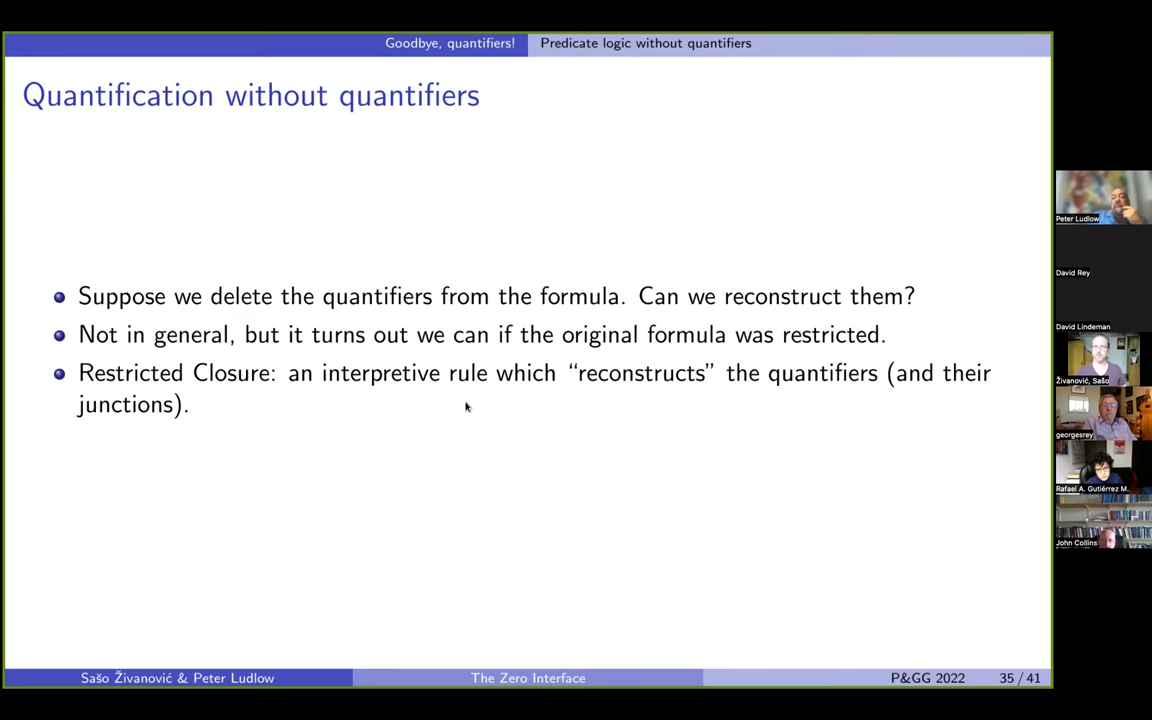 Goodbye, quantifiers! Predicate logic without quantifiers
Quantification without quantifiers
Suppose we delete the quantifiers from the formula. Can we reconstruct them?
Not in general, but it turns out we can if the original formula was restricted.
Restricted Closure: an interpretive rule which “reconstructs” the quantifiers (and their
junctions).
Sašo Živanović & Peter Ludlow The Zero Interface P&GG 2022 35 / 41
Peter Ludlow
David Rey
David Lindeman
Živanović, Sašo
georgesrey
Rafael A. Gutiérrez M.
John Collins